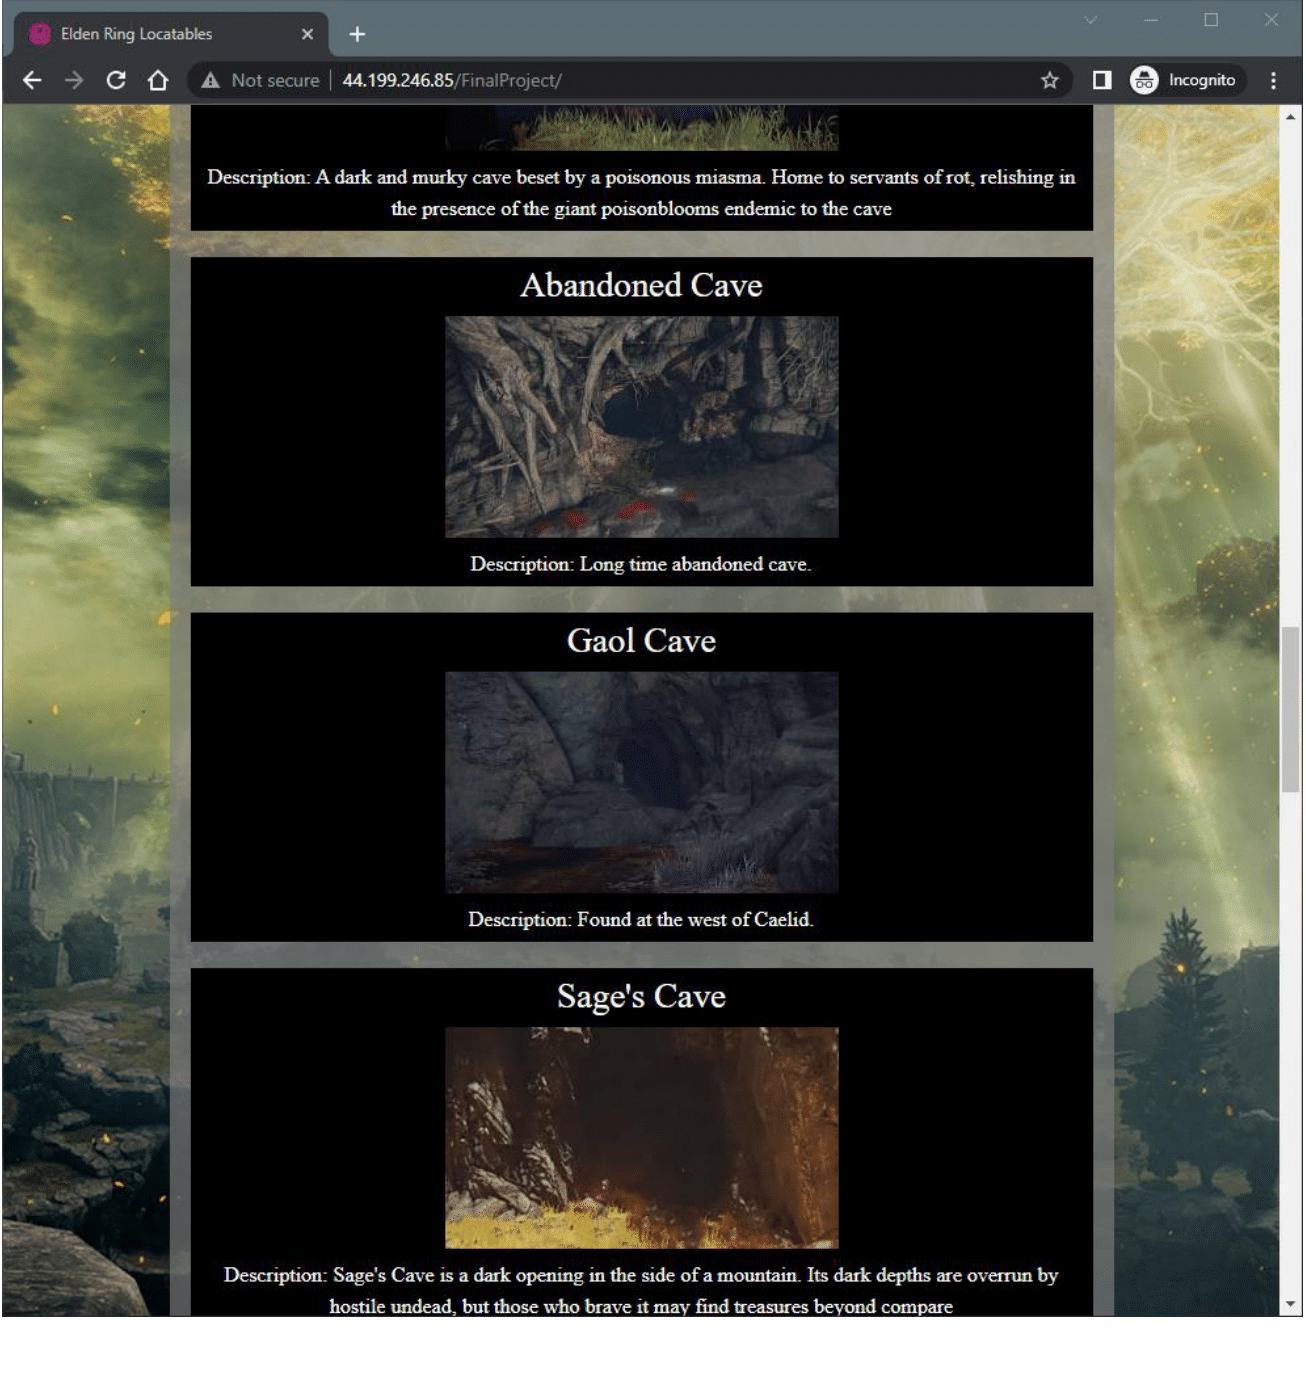 Elden Ring Locatables
Not secure 44.199.246.85/FinalProject/ Incognito
Description: A dark and murky cave beset by a poisonous miasma. Home to servants of rot, relishing in
the presence of the giant poisonblooms endemic to the cave
Abandoned Cave
Description: Long time abandoned cave.
Gaol Cave
Description: Found at the west of Caelid.
Sage's Cave
Description: Sage's Cave is a dark opening in the side of a mountain. Its dark depths are overrun by
hostile undead, but those who brave it may find treasures beyond compare